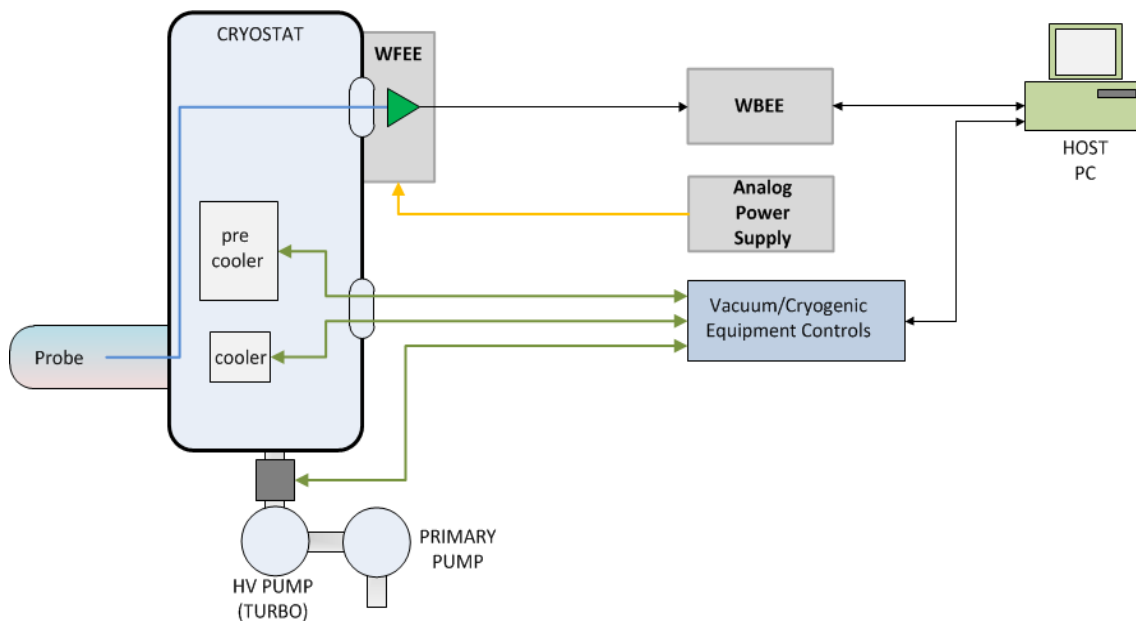 CRYOSTAT
WFEE
WBEE
HOST
PC
Analog
Power
Supply
pre
cooler
Vacuum/Cryogenic
Equipment Controls
Probe
cooler
PRIMARY
PUMP
HV PUMP
(TURBO)